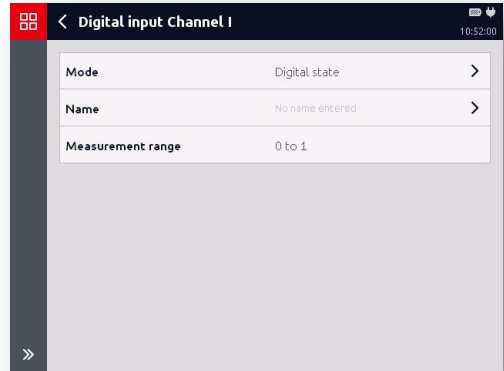 Digital input Channel I
10:52:00
Mode Digital state
Name No name entered
Measurement range 0 to 1